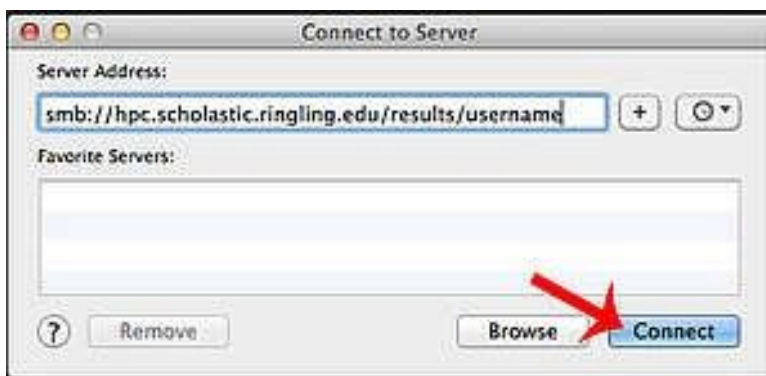 Connect to Server
Server Address:
smb://hpc.scholastic.ringling.edu/results/username
+
Favorite Servers:
? Remove Browse Connect